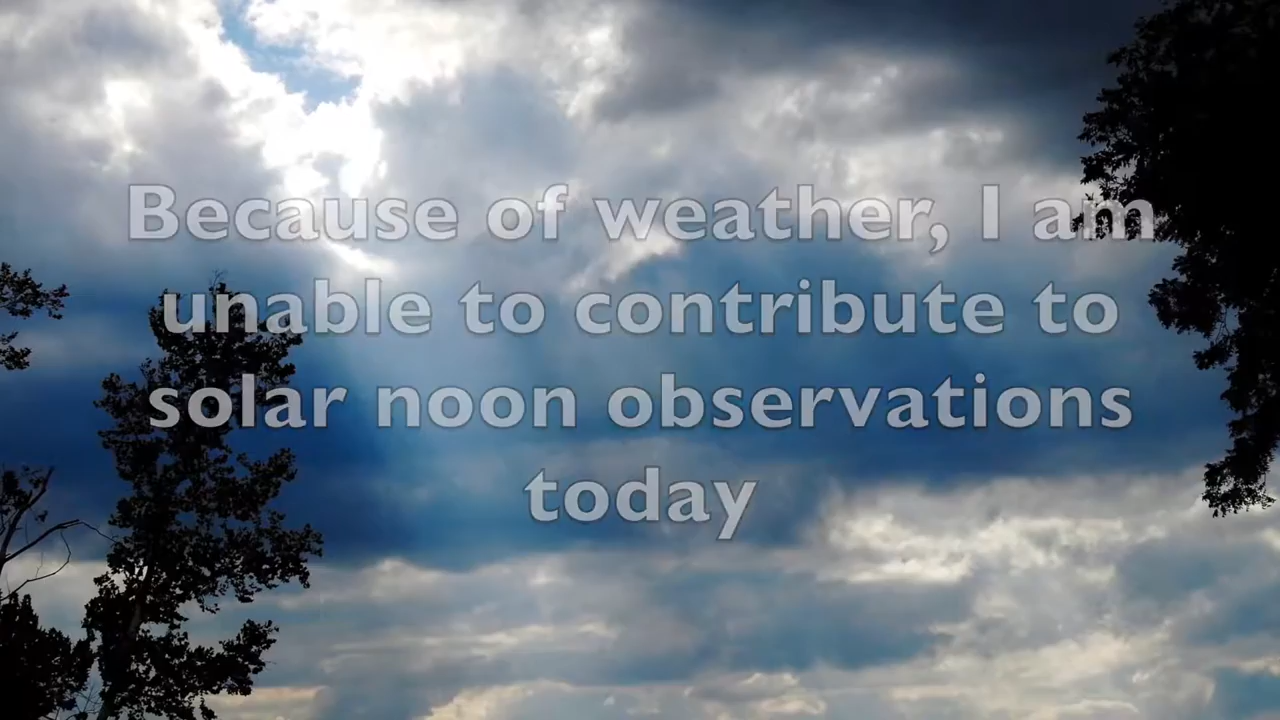 Because of weather, I am
unable to contribute to
solar noon observations
today